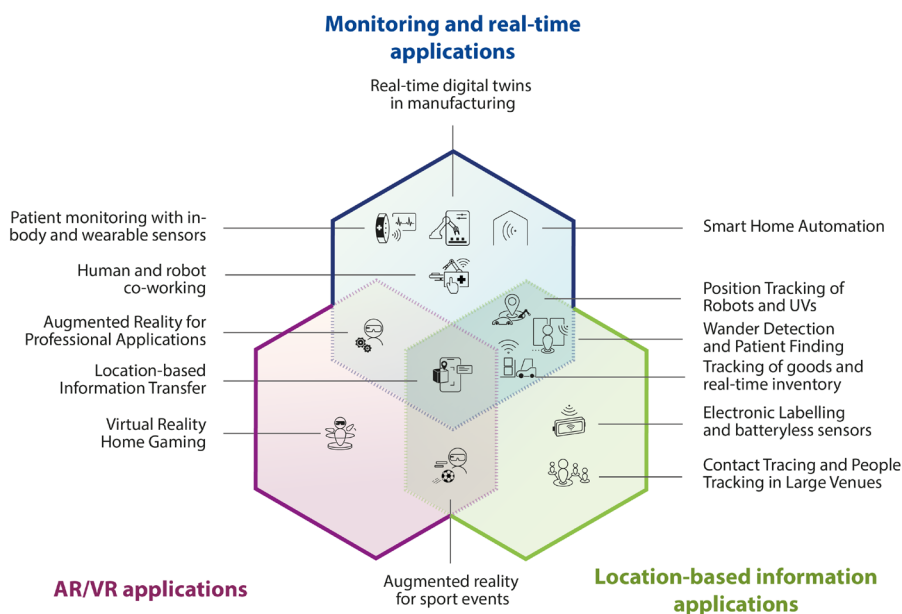 Monitoring and real-time
applications
Real-time digital twins
in manufacturing
Patient monitoring with in-
body and wearable sensors
Human and robot
co-working
Augmented Reality for
Professional Applications
Location-based
Information Transfer
Virtual Reality
Home Gaming
Smart Home Automation
Position Tracking of
Robots and UVs
Wander Detection
and Patient Finding
Tracking of goods and
real-time inventory
Electronic Labelling
and batteryless sensors
Contact Tracing and People
Tracking in Large Venues
AR/VR applications
Augmented reality
for sport events
Location-based information
applications